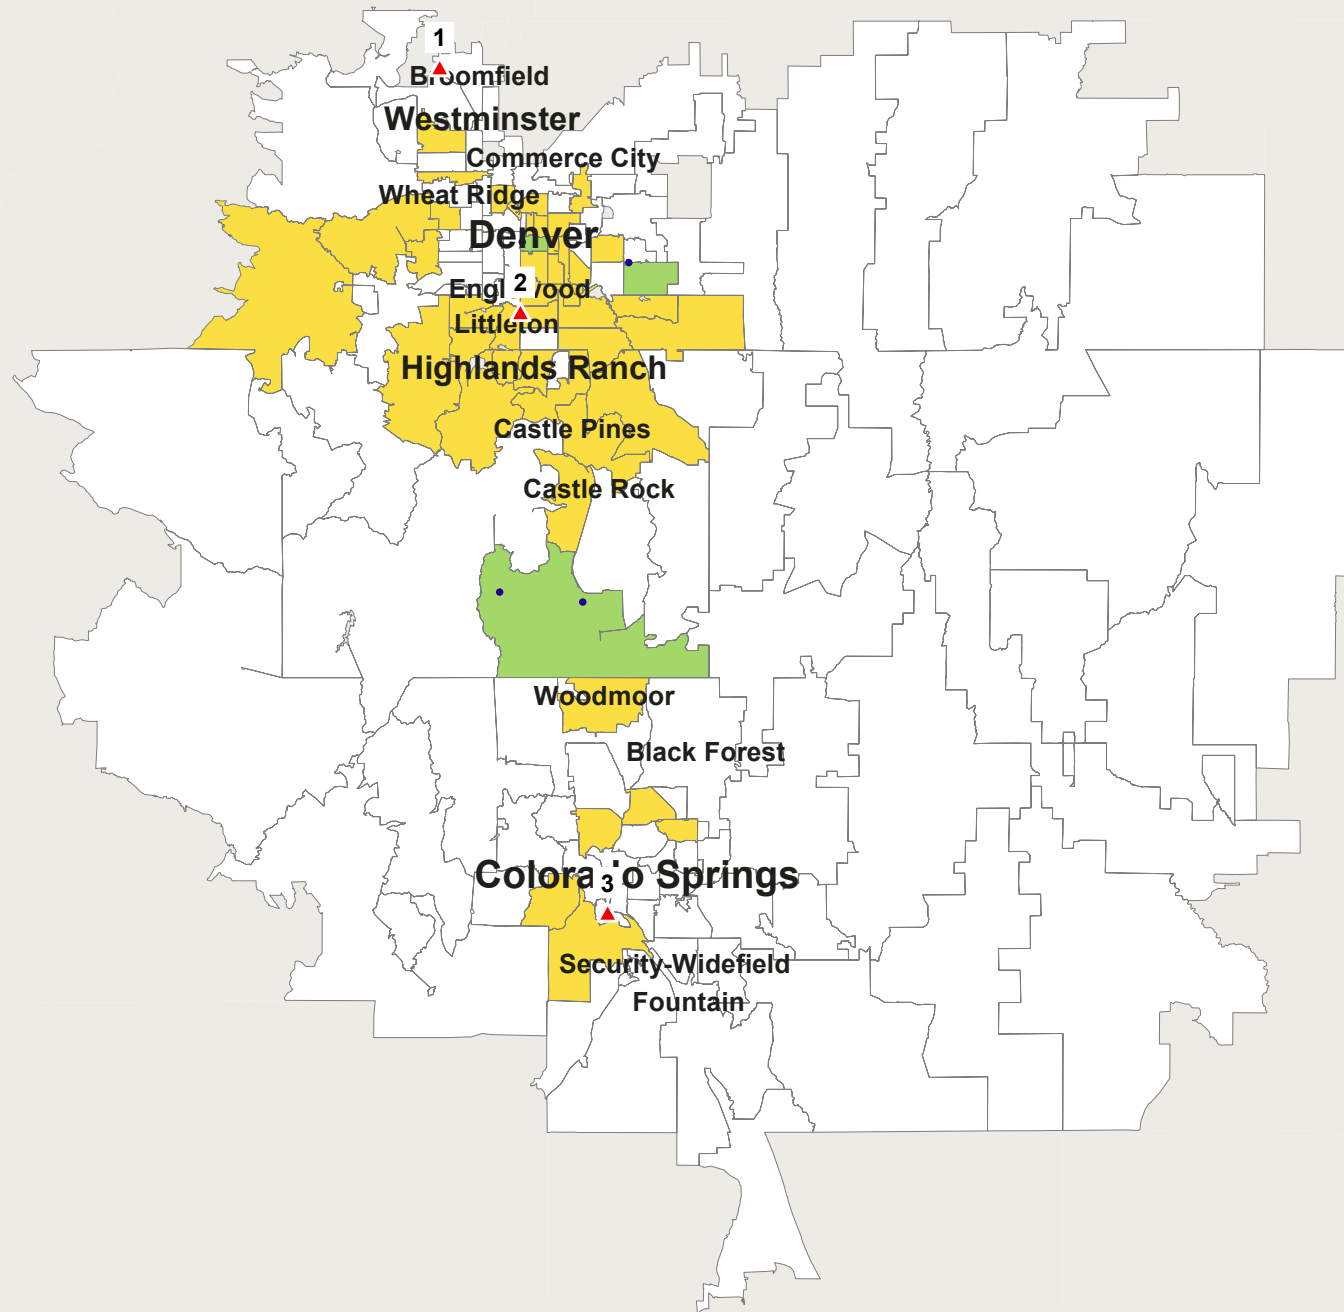 1
Broomfield
Westminster
Commerce City
Wheat Ridge
Denver
2
Englewood
Littleton
Highlands Ranch
Castle Pines
Castle Rock
Woodmoor
Black Forest
Colorado Springs
3
Security-Widefield
Fountain